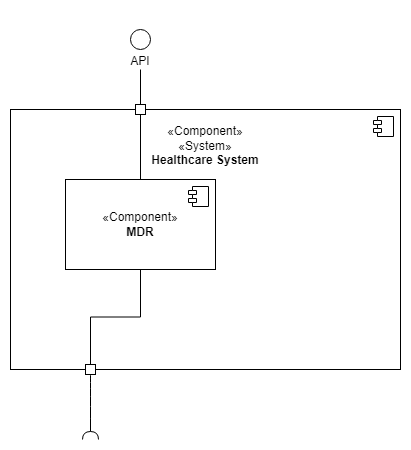 API
«Component»
«System»
Healthcare System
«Component»
MDR